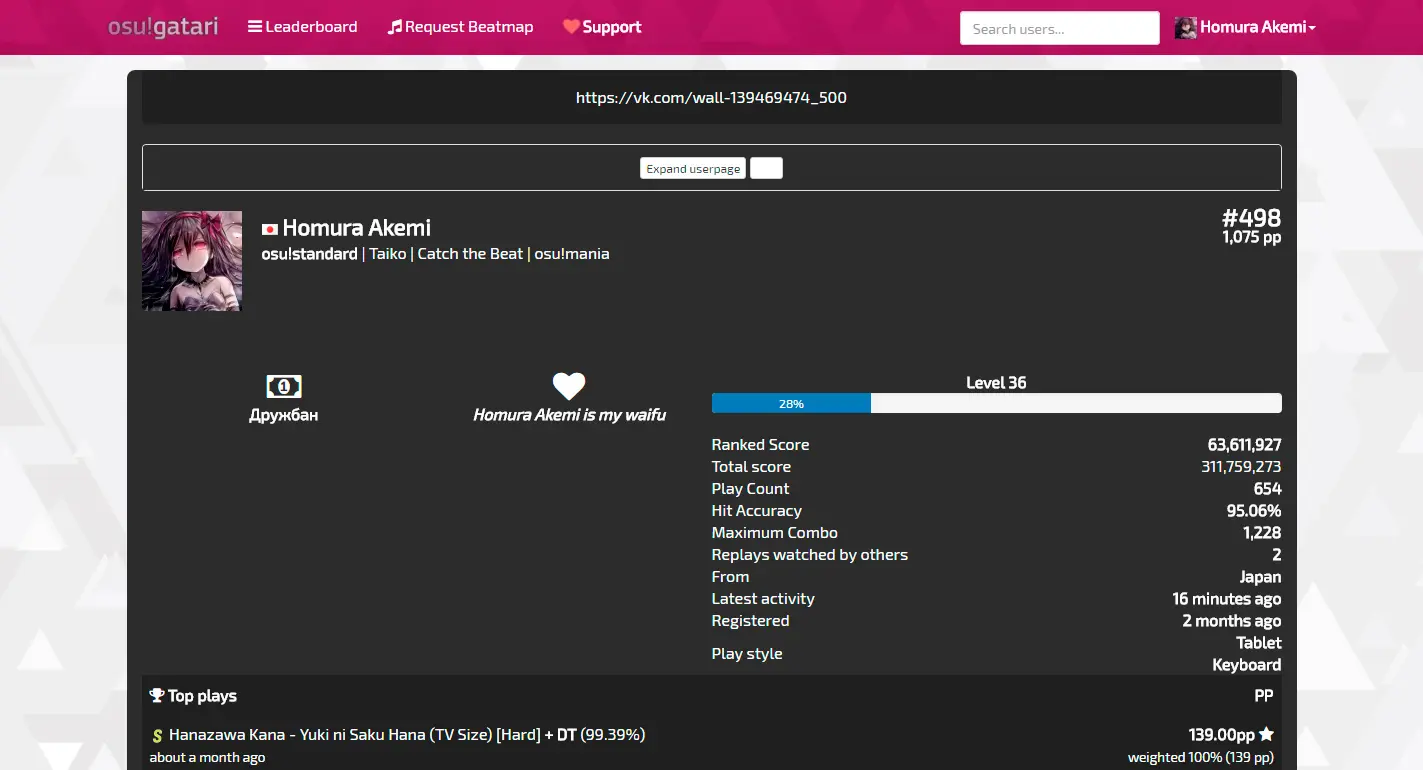 osu!gatari Leaderboard Request Beatmap Support Search users... Homura Akemi
https://vk.com/wall-139469474_500
Expand userpage
Homura Akemi #498
osu!standard | Taiko | Catch the Beat | osu!mania 1,075 pp
1
Дружбан
Homura Akemi is my waifu
Level 36
28%
Ranked Score 63,611,927
Total score 311,759,273
Play Count 654
Hit Accuracy 95.06%
Maximum Combo 1,228
Replays watched by others 2
From Japan
Latest activity 16 minutes ago
Registered 2 months ago
Play style Tablet
Keyboard
Top plays PP
S Hanazawa Kana - Yuki ni Saku Hana (TV Size) [Hard] + DT (99.39%) 139.00pp
about a month ago weighted 100% (139 pp)